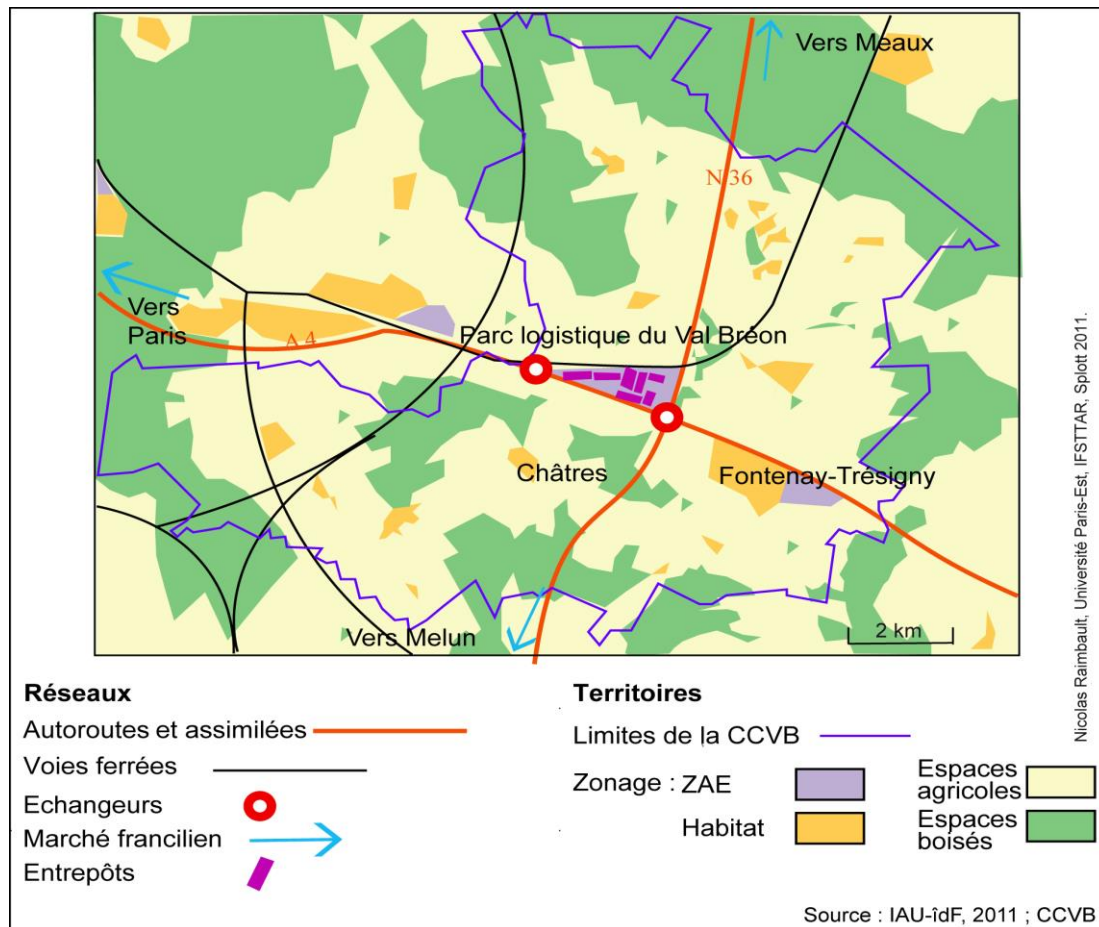 Vers Meaux
N 36
Vers
Paris
A 4
Parc logistique du Val Bréon
Châtres
Fontenay-Trésigny
Vers Melun
2 km
Nicolas Raimbault, Université Paris-Est, IFSTTAR, Splott 2011.
Réseaux
Autoroutes et assimilées
Voies ferrées
Echangeurs
Marché francilien
Entrepôts
Territoires
Limites de la CCVB
Zonage : ZAE
Habitat
Espaces
agricoles
Espaces
boisés
Source : IAU-îdF, 2011 ; CCVB